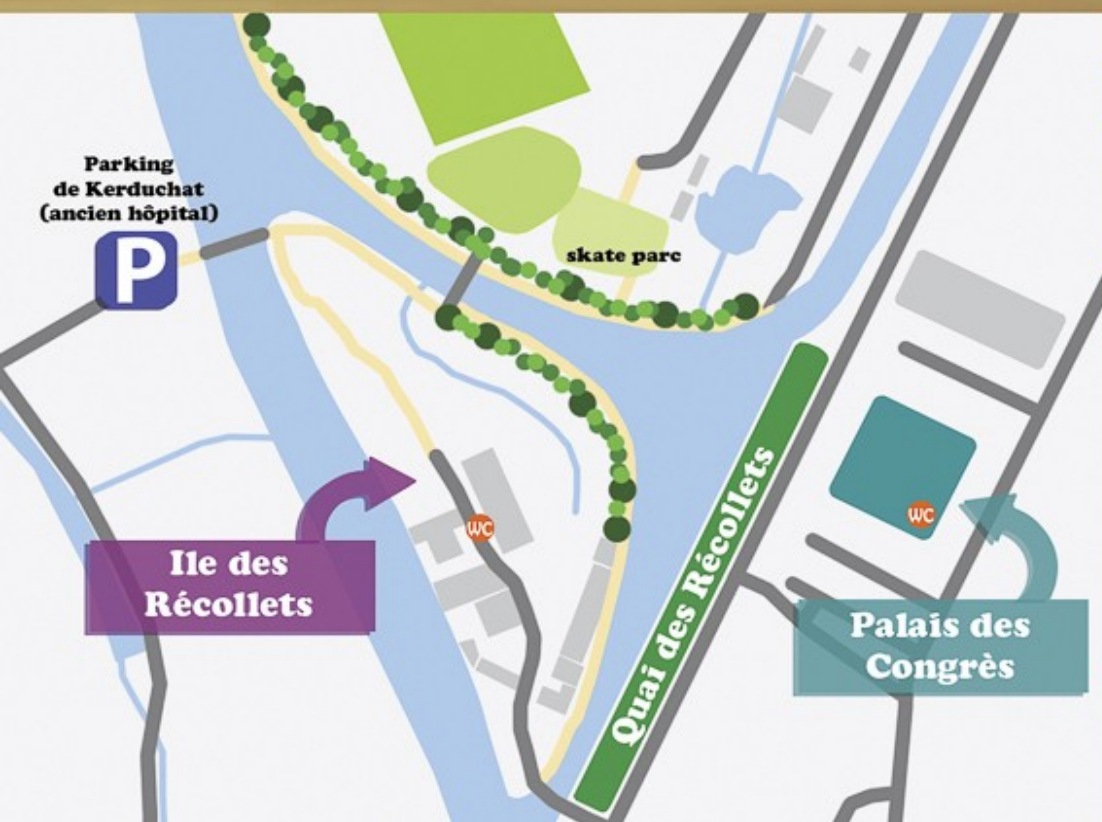 Parking
de Kerduchat
(ancien hôpital)
P
skate parc
WC
Ile des
Récollets
Quai des Récollets
WC
Palais des
Congrès